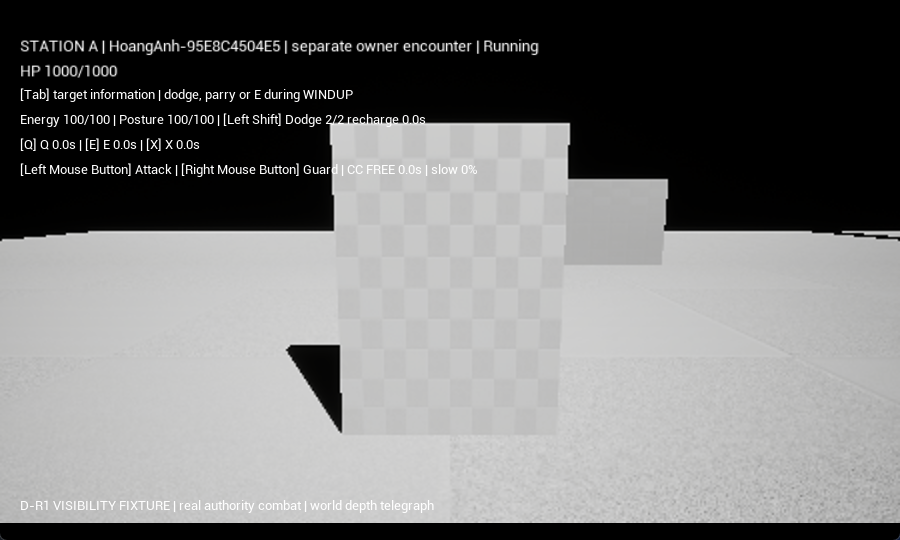 STATION A | HoangAnh-95E8C4504E5 | separate owner encounter | Running
HP 1000/1000
[Tab] target information | dodge, parry or E during WINDUP
Energy 100/100 | Posture 100/100 | [Left Shift] Dodge 2/2 recharge 0.0s
[Q] Q 0.0s | [E] E 0.0s | [X] X 0.0s
[Left Mouse Button] Attack | [Right Mouse Button] Guard | CC FREE 0.0s | slow 0%
D-R1 VISIBILITY FIXTURE | real authority combat | world depth telegraph